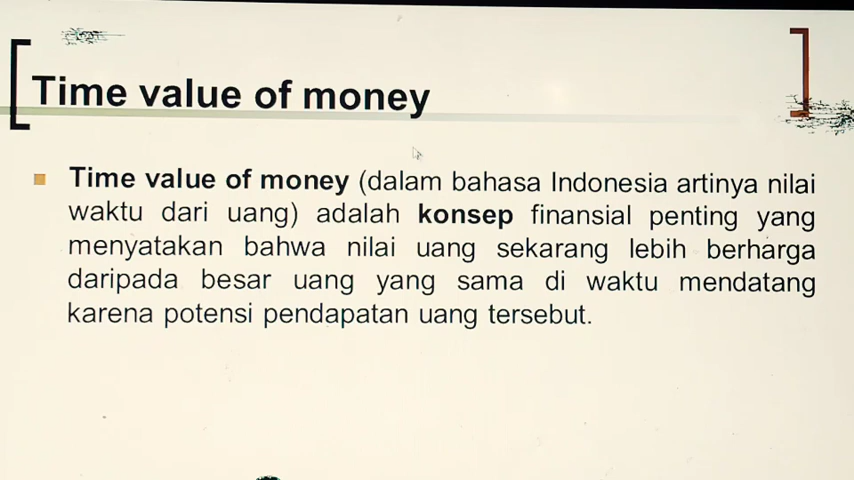 Time value of money
Time value of money (dalam bahasa Indonesia artinya nilai
waktu dari uang) adalah konsep finansial penting yang
menyatakan bahwa nilai uang sekarang lebih berharga
daripada besar uang yang sama di waktu mendatang
karena potensi pendapatan uang tersebut.